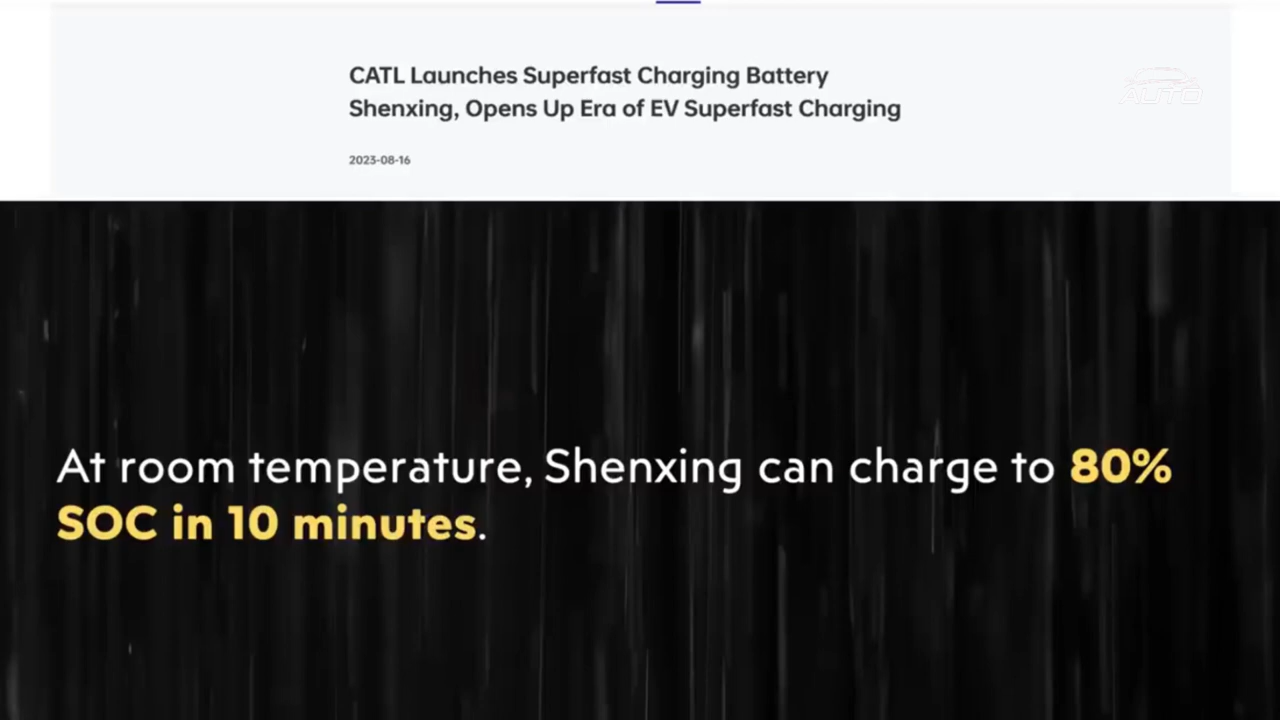 CATL Launches Superfast Charging Battery
Shenxing, Opens Up Era of EV Superfast Charging
AUTO
2023-08-16
At room temperature, Shenxing can charge to 80%
SOC in 10 minutes.